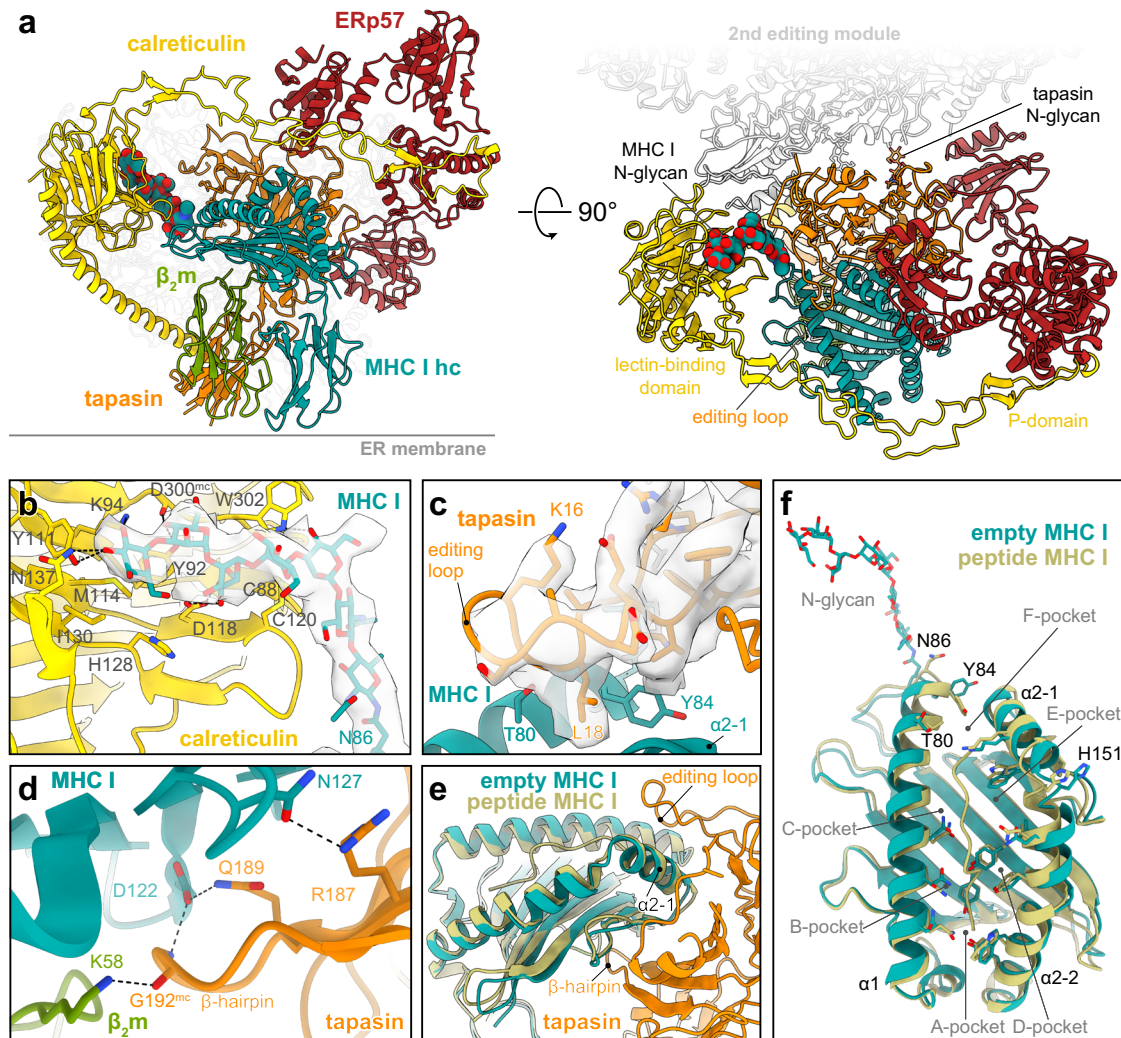 a
ERp57
calreticulin
β2m
tapasin
MHC I hc
ER membrane
90°
2nd editing module
tapasin
N-glycan
MHC I
N-glycan
lectin-binding
domain
editing loop
P-domain
b
D300mc
W302
MHC I
K94
Y111
Y92
N137
M114
C88
C120
D118
I130
H128
calreticulin
N86
c
tapasin
K16
editing
loop
MHC I
T80
L18
Y84
α2-1
d
MHC I
N127
D122
Q189
R187
K58
G192mc
β-hairpin
β2m
tapasin
e
empty MHC I
peptide MHC I
editing loop
α2-1
β-hairpin
tapasin
f
empty MHC I
peptide MHC I
N-glycan
F-pocket
N86
Y84
α2-1
E-pocket
T80
H151
C-pocket
B-pocket
α1
α2-2
A-pocket
D-pocket